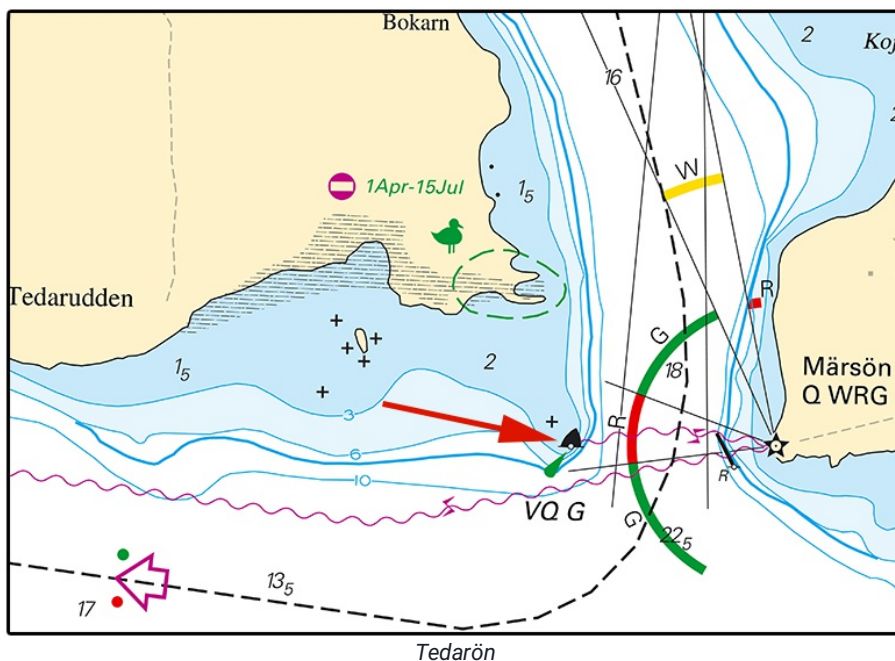 Bokarn
2
Koj
16
W
1Apr-15Jul
1₅
2
R
Tedarudden
G
18
Märsön
Q WRG
1₅
2
3
R
6
10
R
VQ G
G
22₅
13₅
17
Tedarön